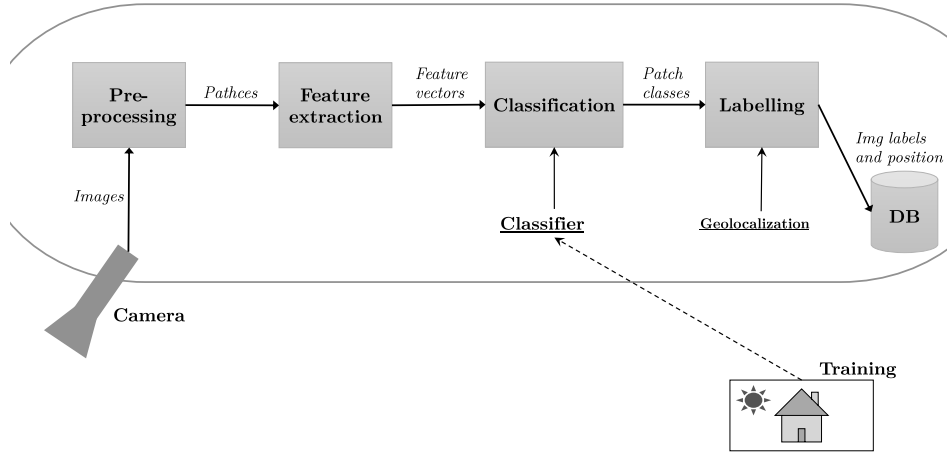 Pre-
processing
Pathces
Feature
extraction
Feature
vectors
Classification
Patch
classes
Labelling
Img labels
and position
DB
Images
Classifier
Geolocalization
Camera
Training